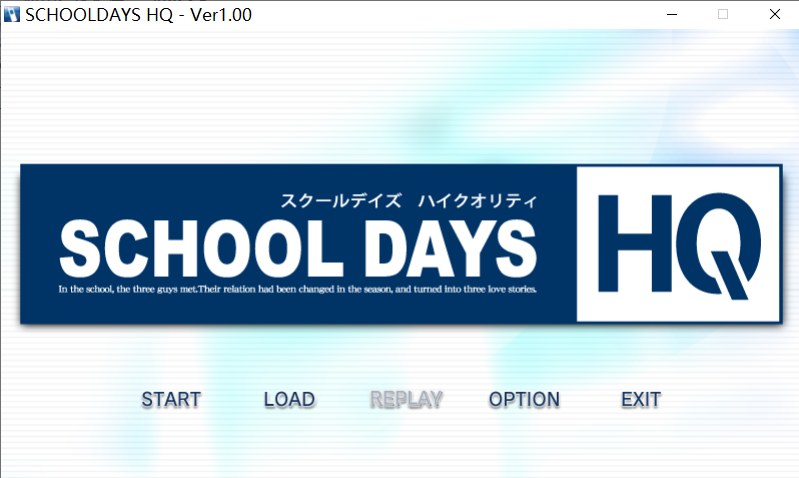 SCHOOLDAYS HQ - Ver1.00
スクールデイズ ハイクオリティ
SCHOOL DAYS HQ
In the school, the three guys met.Their relation had been changed in the season, and turned into three love stories.
START LOAD REPLAY OPTION EXIT